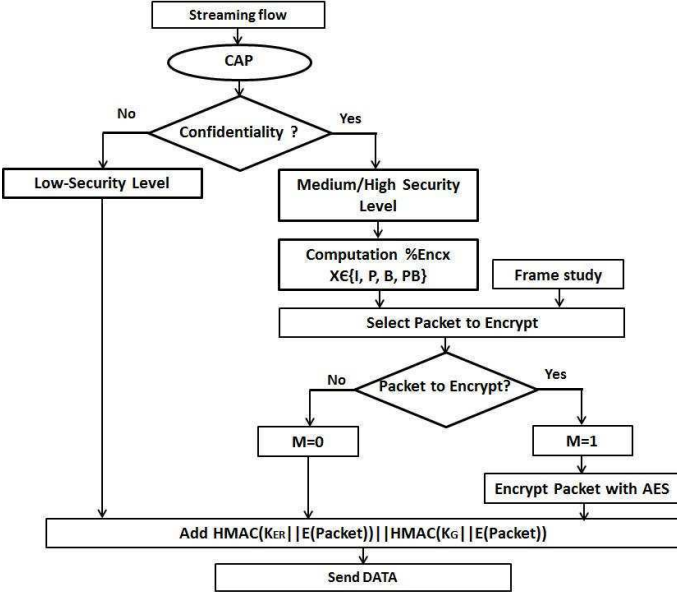 Streaming flow
CAP
No
Yes
Confidentiality ?
Low-Security Level
Medium/High Security
Level
Computation %Encx
XЄ{I, P, B, PB}
Frame study
Select Packet to Encrypt
No
Yes
Packet to Encrypt?
M=0
M=1
Encrypt Packet with AES
Add HMAC(KER||E(Packet))||HMAC(KG||E(Packet))
Send DATA